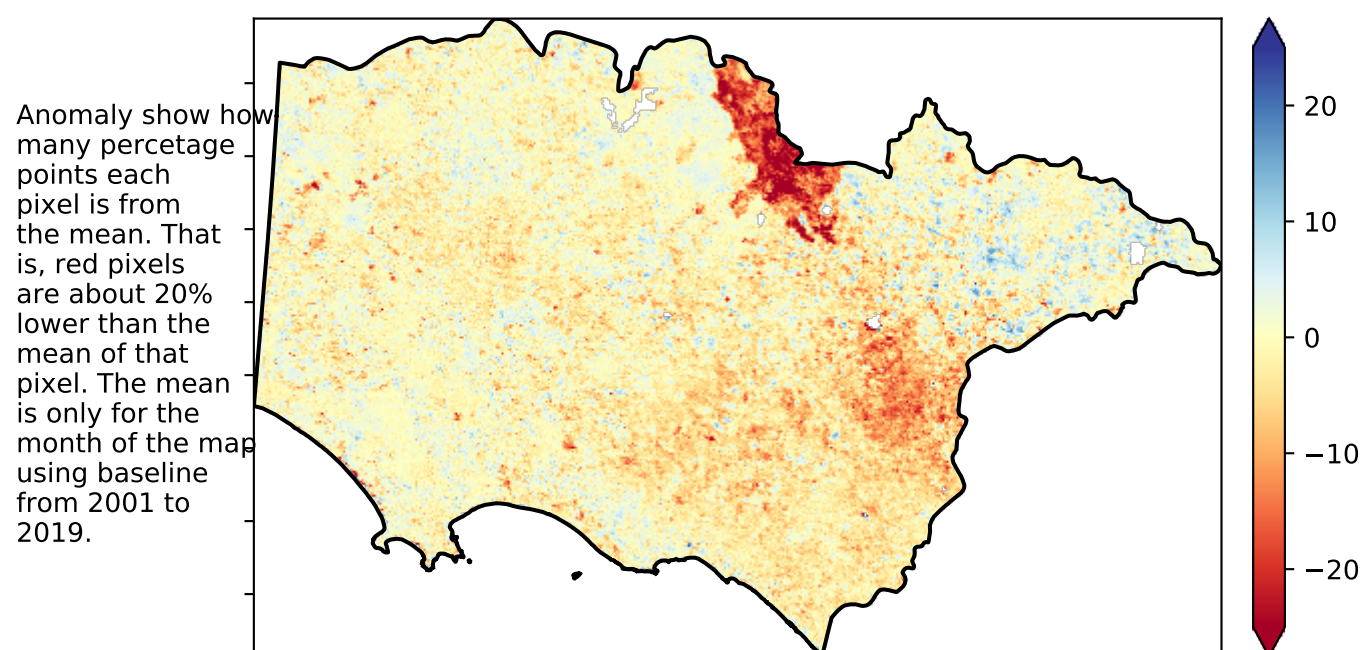 Anomaly show how
many percetage
points each
pixel is from
the mean. That
is, red pixels
are about 20%
lower than the
mean of that
pixel. The mean
is only for the
month of the map
using baseline
from 2001 to
2019.
20
10
0
−10
−20